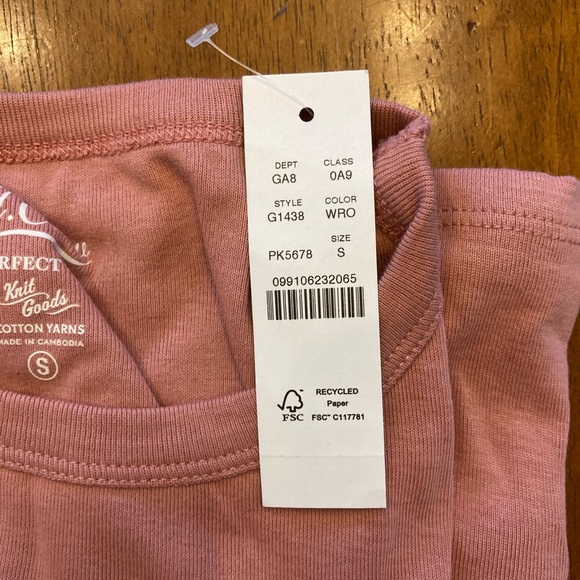 DEPT CLASS
GA8 0A9
STYLE COLOR
G1438 WRO
SIZE
PK5678 S
099106232065
RECYCLED
Paper
FSC™ C117781
FSC
Knit
Goods
COTTON YARNS
MADE IN CAMBODIA
S